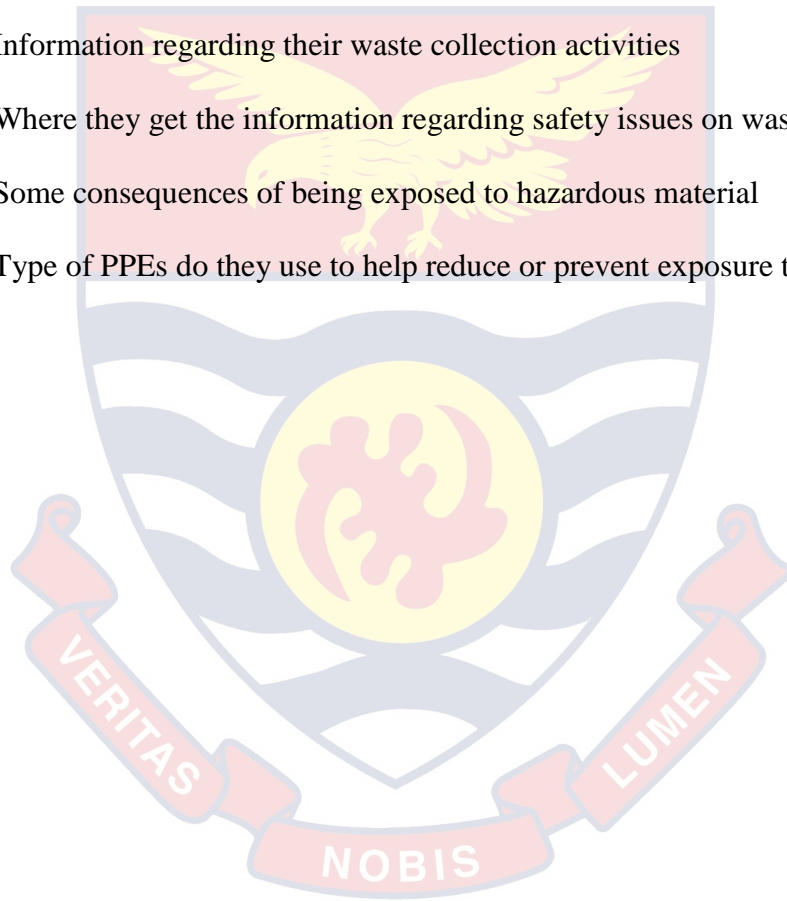 Information regarding their waste collection activities
Where they get the information regarding safety issues on was
Some consequences of being exposed to hazardous material
Type of PPEs do they use to help reduce or prevent exposure t
VERITAS
NOBIS
LUMEN